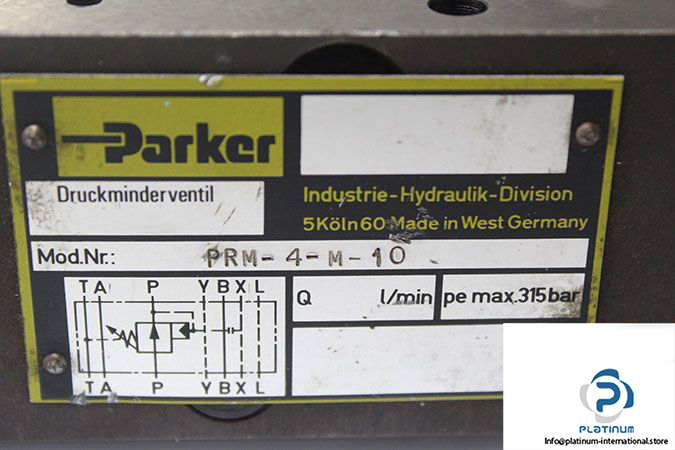 Parker
Druckminderventil
Industrie-Hydraulik-Division
5Köln60 Made in West Germany
Mod.Nr.: PRM-4-M-10
TA P YBXL
Q l/min pe max.315bar
TA P YBXL
PLATINUM
Info@platinum-international.store